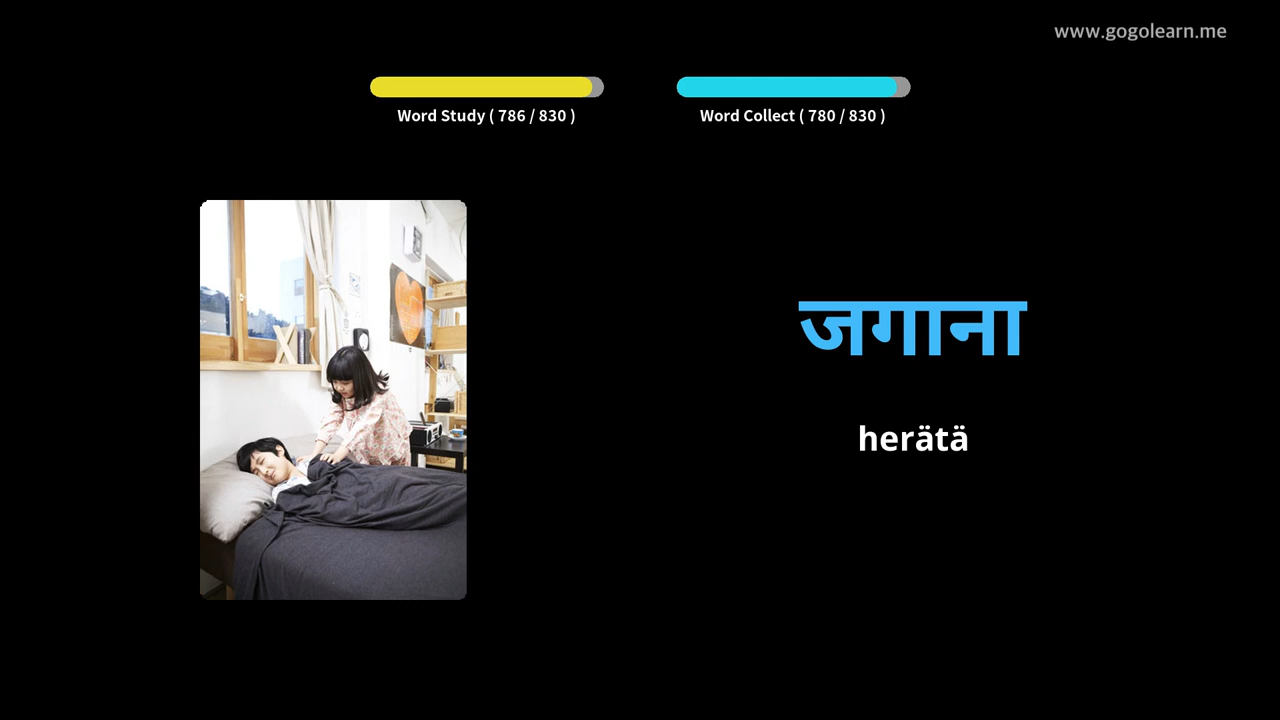 www.gogolearn.me
Word Study ( 786 / 830 )
Word Collect ( 780 / 830 )
जगाना
herätä